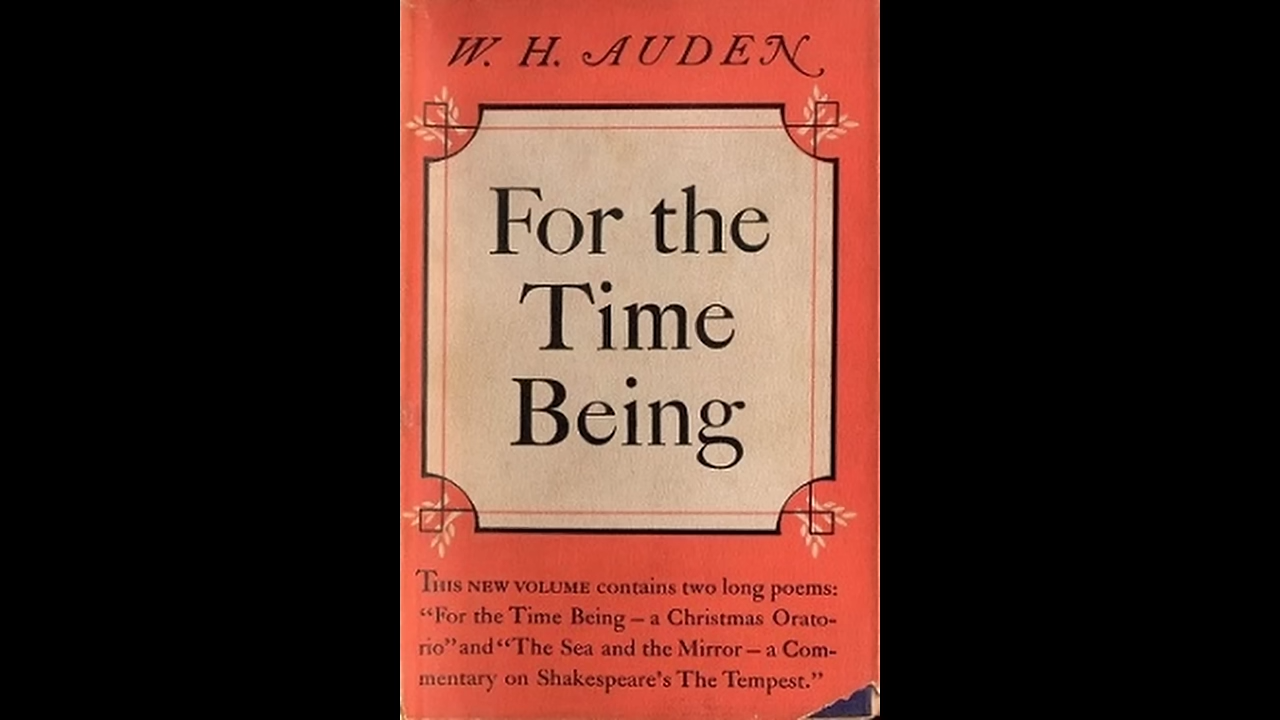 W. H. AUDEN
For the
Time
Being
THIS NEW VOLUME contains two long poems:
“For the Time Being – a Christmas Orato-
rio” and “The Sea and the Mirror – a Com-
mentary on Shakespeare's The Tempest.”